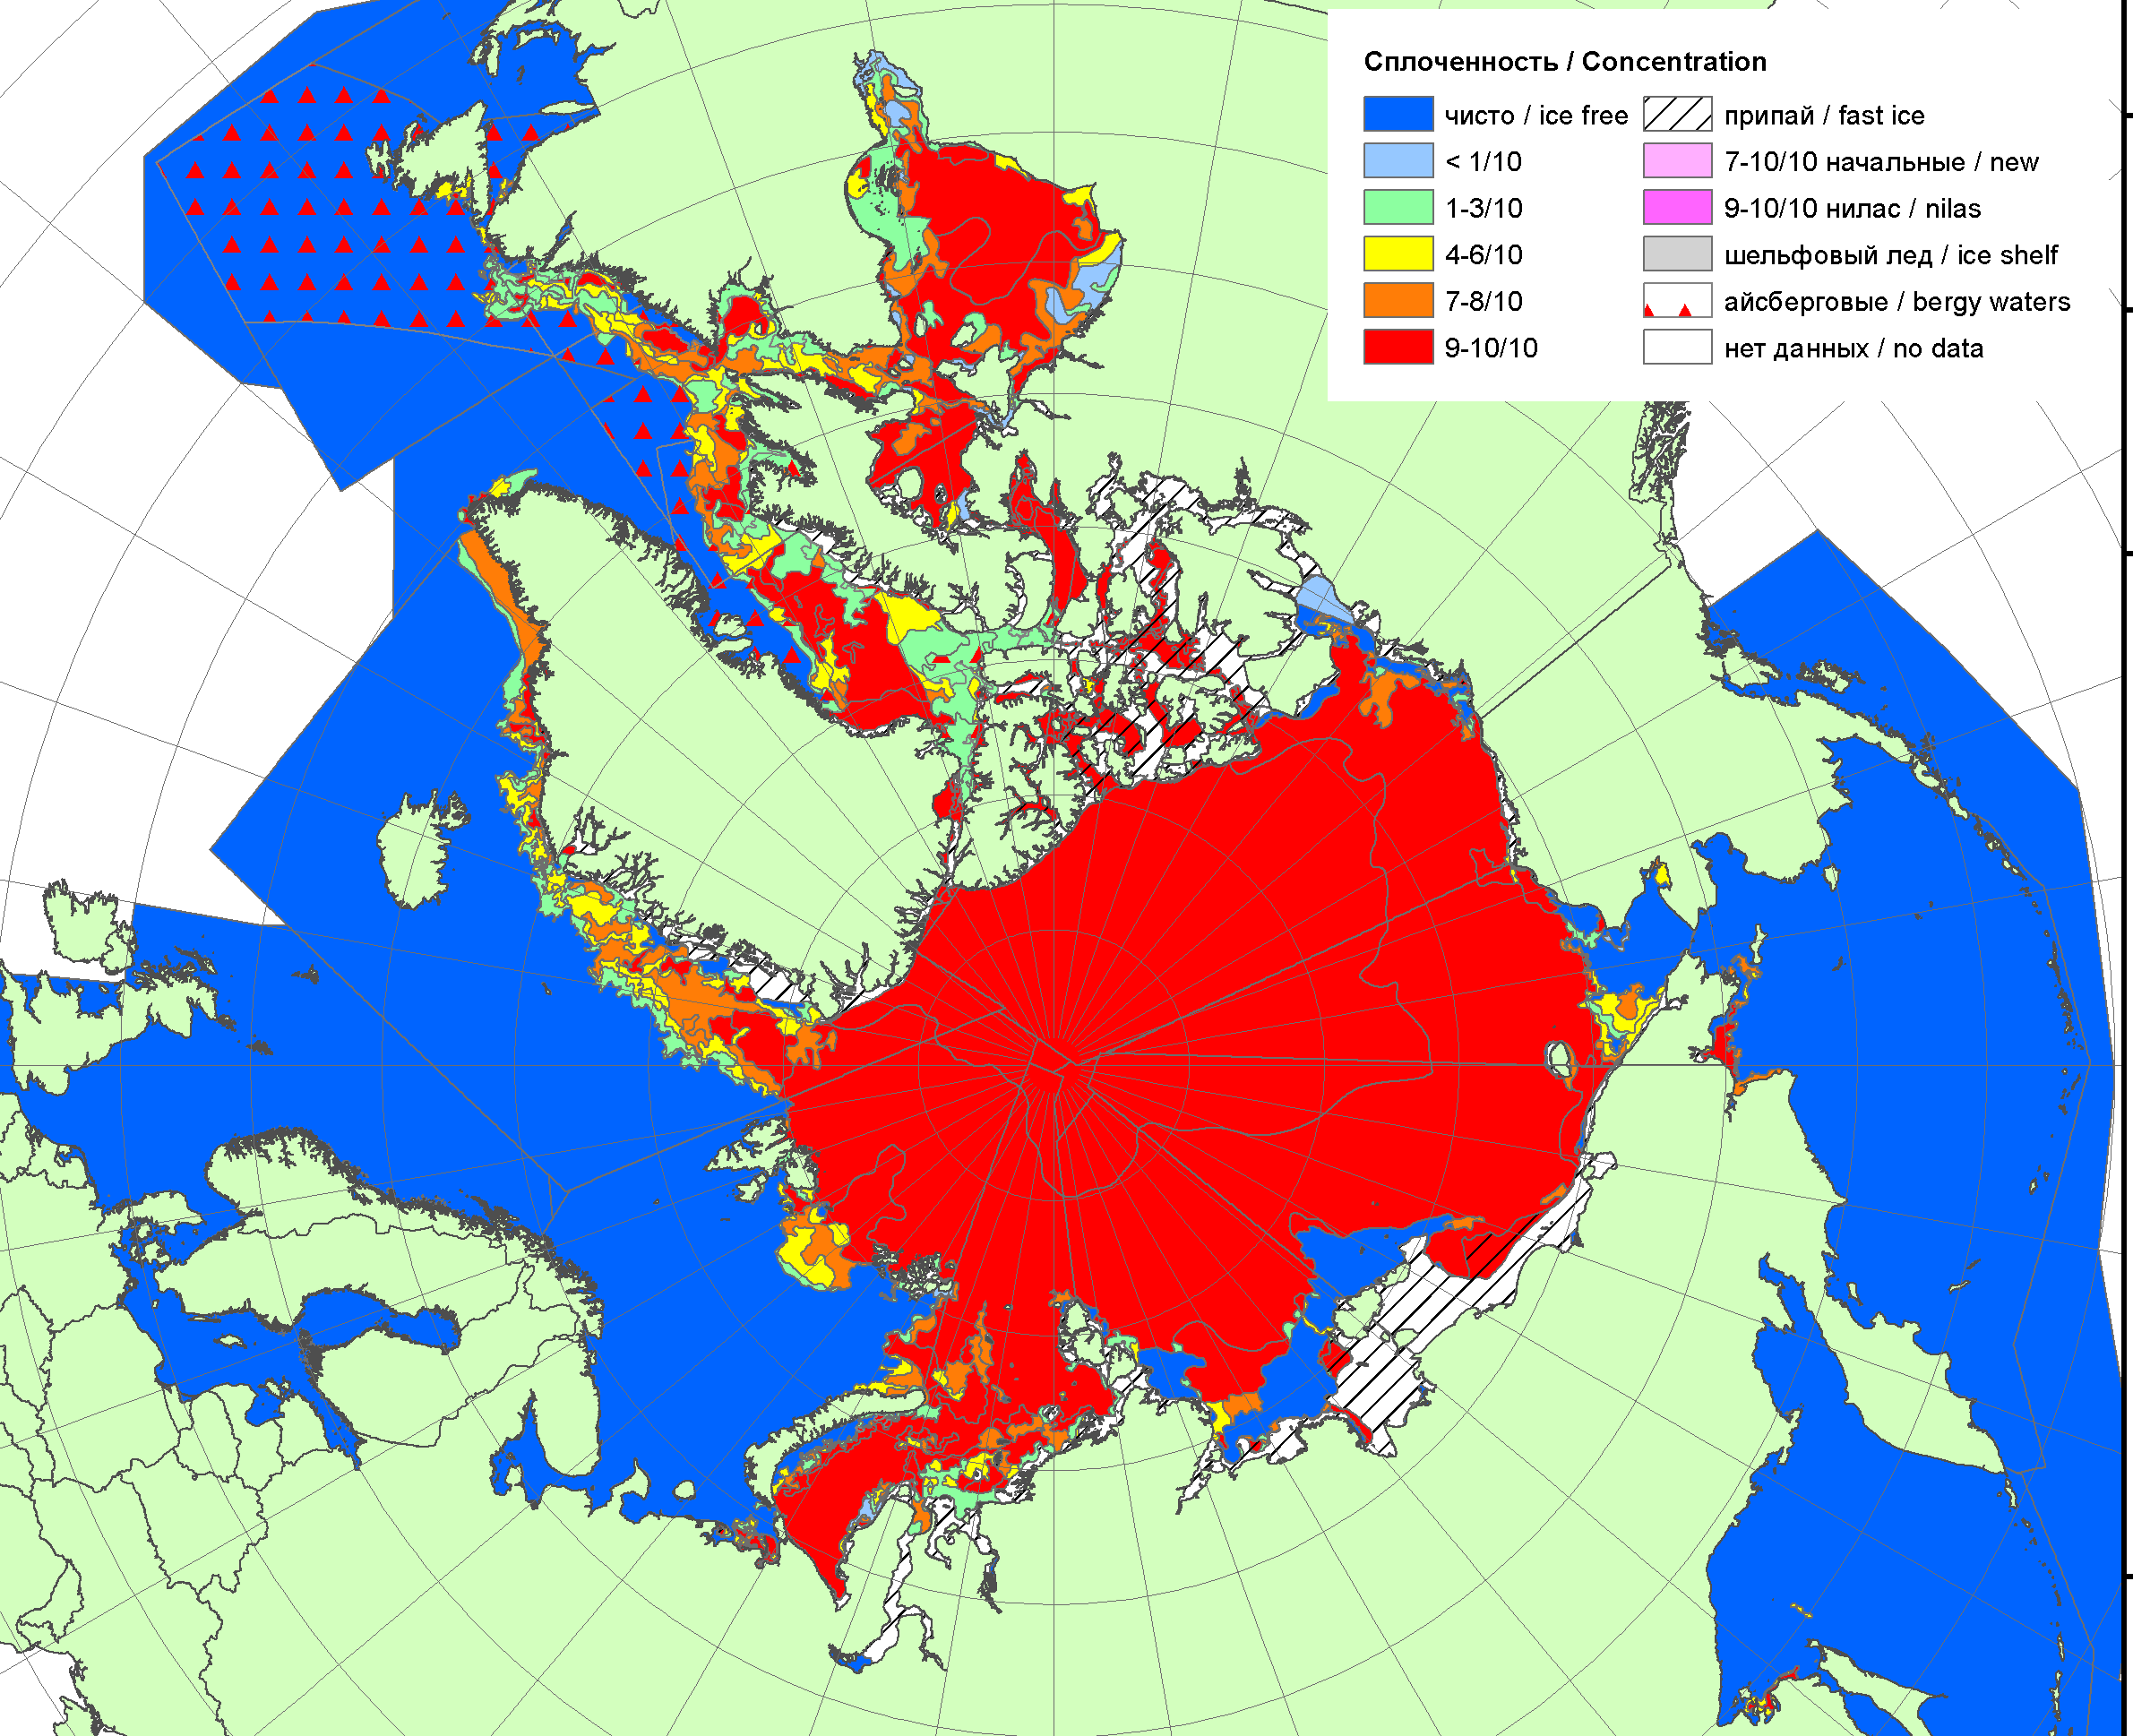 Сплоченность / Concentration
чисто / ice free
< 1/10
1-3/10
4-6/10
7-8/10
9-10/10
припай / fast ice
7-10/10 начальные / new
9-10/10 нилас / nilas
шельфовый лед / ice shelf
айсберговые / bergy waters
нет данных / no data